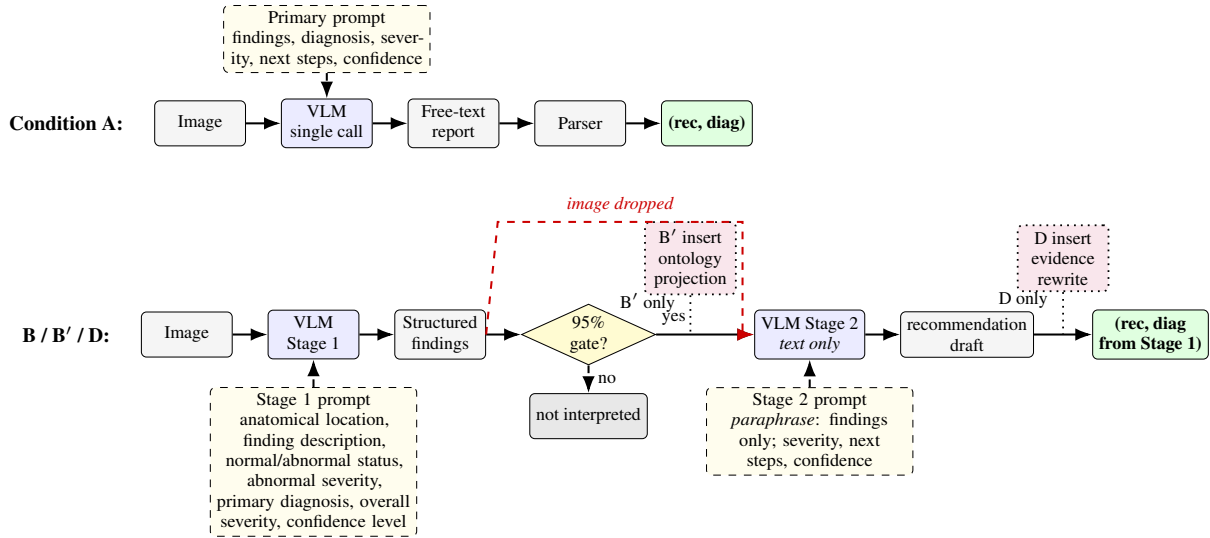 Primary prompt
findings, diagnosis, sever-
ity, next steps, confidence
Condition A:
Image
VLM
single call
Free-text
report
Parser
(rec, diag)
image dropped
B′ insert
ontology
projection
D insert
evidence
rewrite
B′ only
yes
D only
B / B′ / D:
Image
VLM
Stage 1
Structured
findings
95%
gate?
VLM Stage 2
text only
recommendation
draft
(rec, diag
from Stage 1)
no
not interpreted
Stage 1 prompt
anatomical location,
finding description,
normal/abnormal status,
abnormal severity,
primary diagnosis, overall
severity, confidence level
Stage 2 prompt
paraphrase: findings
only; severity, next
steps, confidence